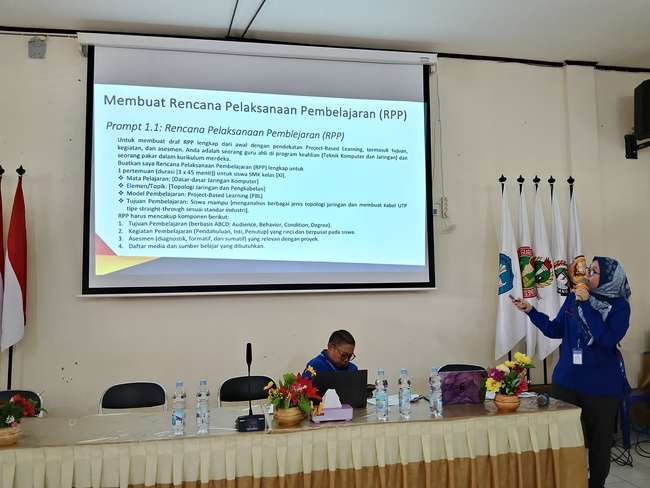 Membuat Rencana Pelaksanaan Pembelajaran (RPP)
Prompt 1.1: Rencana Pelaksanaan Pemblejaran (RPP)
Untuk membuat draf RPP lengkap dari awal dengan pendekatan Project-Based Learning, termasuk tujuan,
kegiatan, dan asesmen. Anda adalah seorang guru ahli di program keahlian [Teknik Komputer dan Jaringan] dan
seorang pakar dalam kurikulum merdeka.
Buatkan saya Rencana Pelaksanaan Pembelajaran (RPP) lengkap untuk
1 pertemuan [durasi [3 x 45 menit]] untuk siswa SMK kelas [XI].
❖ Mata Pelajaran: [Dasar-dasar Jaringan Komputer]
❖ Elemen/Topik: [Topologi Jaringan dan Pengkabelan]
❖ Model Pembelajaran: Project-Based Learning [PBL]
❖ Tujuan Pembelajaran: Siswa mampu [menganalisis berbagai jenis topologi jaringan dan membuat kabel UTP
tipe straight-through sesuai standar industri].
RPP harus mencakup komponen berikut:
1. Tujuan Pembelajaran (berbasis ABCD: Audience, Behavior, Condition, Degree).
2. Kegiatan Pembelajaran (Pendahuluan, Inti, Penutup) yang rinci dan berpusat pada siswa.
3. Asesmen [diagnostik, formatif, dan sumatif) yang relevan dengan proyek.
4. Daftar media dan sumber belajar yang dibutuhkan.